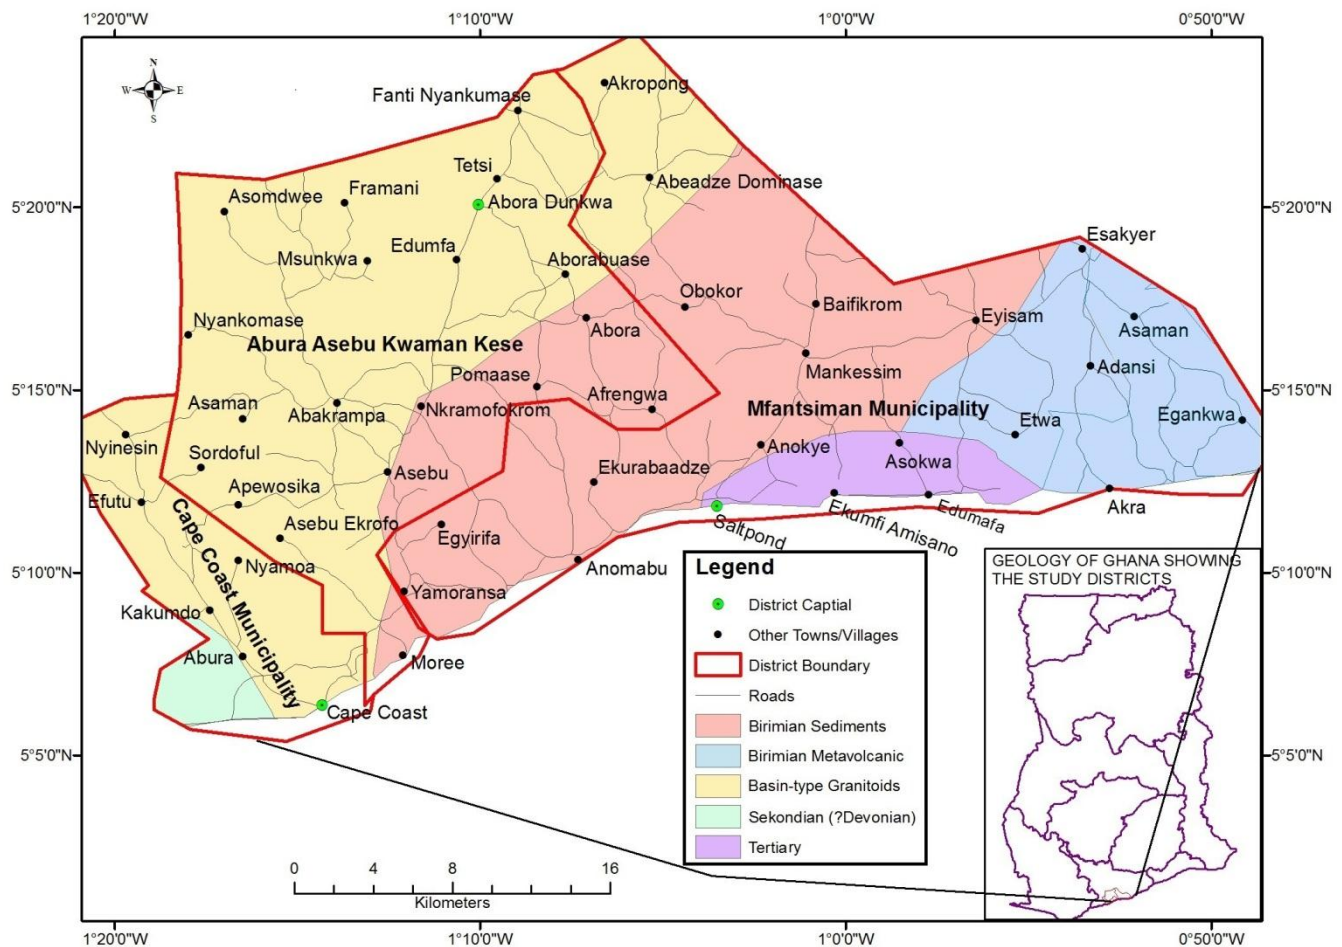 1°20'0"W 1°10'0"W 1°0'0"W 0°50'0"W
N
W E
S
Akropong
Fanti Nyankumase
Tetsi
Abeadze Dominase
Asomdwee
Framani
Abora Dunkwa
5°20'0"N 5°20'0"N
Esakyer
Edumfa
Msunkwa
Aborabuase
Obokor
Baifikrom
Nyankomase
Abora
Eyisam
Asaman
Abura Asebu Kwaman Kese
Pomaase
Mankessim
Adansi
5°15'0"N 5°15'0"N
Asaman
Abakrampa
Nkramofokrom
Afrengwa
Mfantsiman Municipality
Egankwa
Nyinesin
Sordoful
Anokye
Etwa
Asokwa
Asebu
Ekurabaadze
Efutu
Apewosika
Akra
Cape Coast Municipality
Asebu Ekrofo
Egyirifa
Saltpond
Ekumfi Amisano
Edumafa
Nyamoa
Anomabu
5°10'0"N 5°10'0"N
Kakumdo
Yamoransa
Abura
Moree
Cape Coast
5°5'0"N 5°5'0"N
Legend
District Captial
Other Towns/Villages
District Boundary
Roads
Birimian Sediments
Birimian Metavolcanic
Basin-type Granitoids
Sekondian (?Devonian)
Tertiary
GEOLOGY OF GHANA SHOWING
THE STUDY DISTRICTS
0 4 8 12 16
Kilometers
1°20'0"W 1°10'0"W 1°0'0"W 0°50'0"W